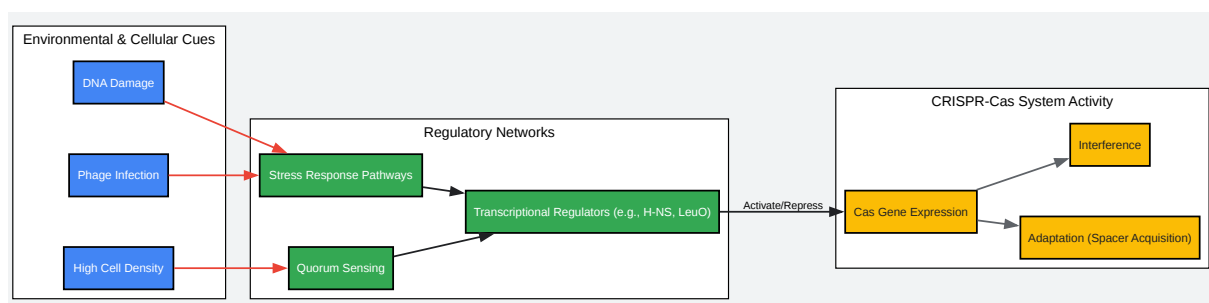 Environmental & Cellular Cues
DNA Damage
Phage Infection
High Cell Density
Regulatory Networks
Stress Response Pathways
Transcriptional Regulators (e.g., H-NS, LeuO)
Quorum Sensing
Activate/Repress
CRISPR-Cas System Activity
Interference
Cas Gene Expression
Adaptation (Spacer Acquisition)